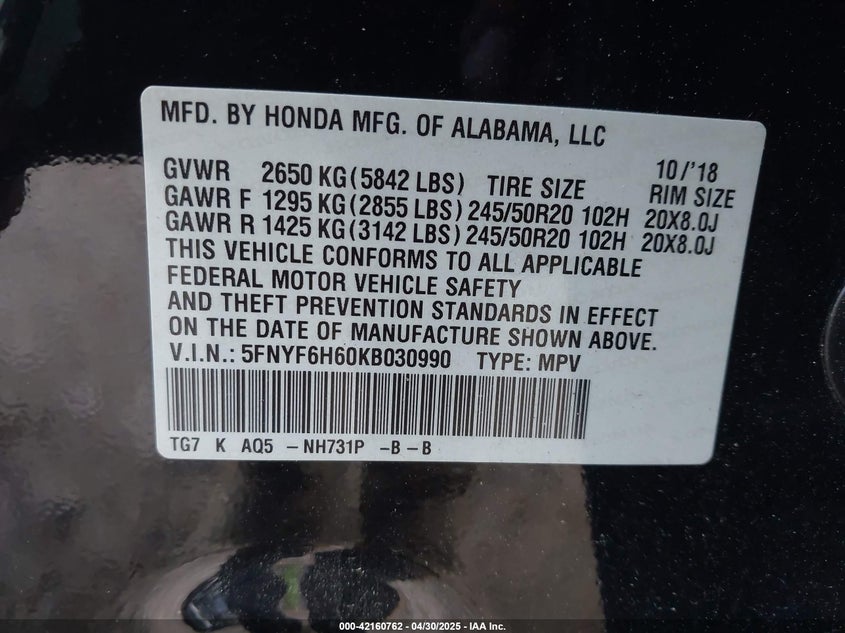 MFD. BY HONDA MFG. OF ALABAMA, LLC
10/'18
GVWR 2650 KG (5842 LBS) TIRE SIZE RIM SIZE
GAWR F 1295 KG (2855 LBS) 245/50R20 102H 20X8.0J
GAWR R 1425 KG (3142 LBS) 245/50R20 102H 20X8.0J
THIS VEHICLE CONFORMS TO ALL APPLICABLE
FEDERAL MOTOR VEHICLE SAFETY
AND THEFT PREVENTION STANDARDS IN EFFECT
ON THE DATE OF MANUFACTURE SHOWN ABOVE.
V.I.N.: 5FNYF6H60KB030990 TYPE: MPV
TG7 K AQ5 -NH731P -B-B
000-42160762 - 04/30/2025 - IAA Inc.